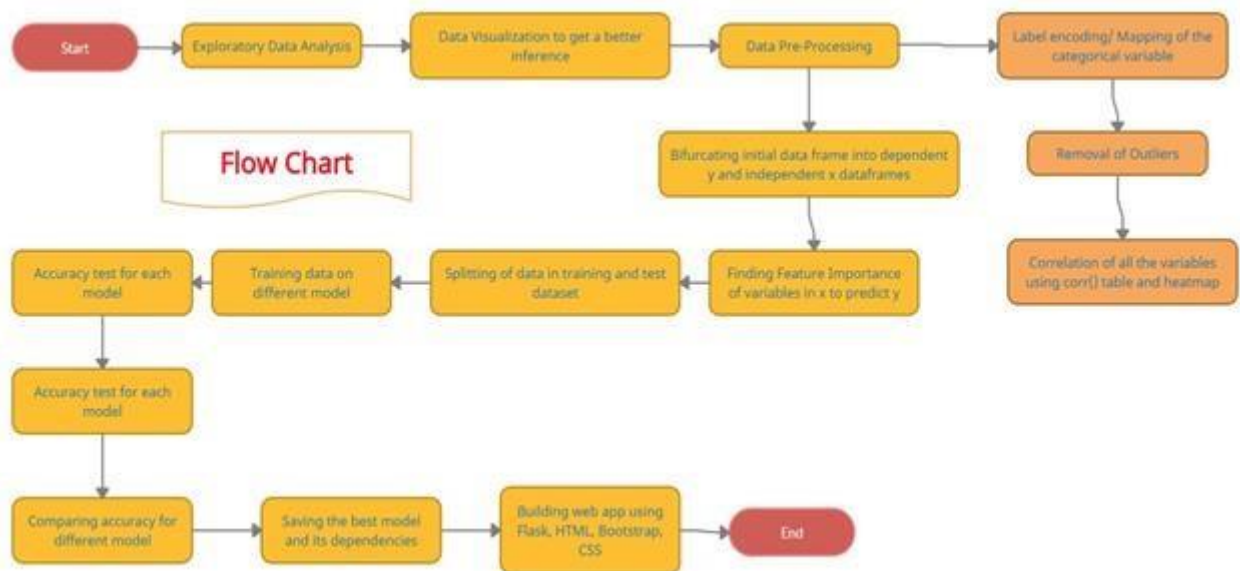 Start
Exploratory Data Analysis
Data Visualization to get a better
inference
Data Pre-Processing
Label encoding/ Mapping of the
categorical variable
Flow Chart
Bifurcating initial data frame into dependent
y and independent x dataframes
Removal of Outliers
Correlation of all the variables
using corr() table and heatmap
Finding Feature Importance
of variables in x to predict y
Splitting of data in training and test
dataset
Training data on
different model
Accuracy test for each
model
Accuracy test for each
model
Comparing accuracy for
different model
Saving the best model
and its dependencies
Building web app using
Flask, HTML, Bootstrap,
CSS
End